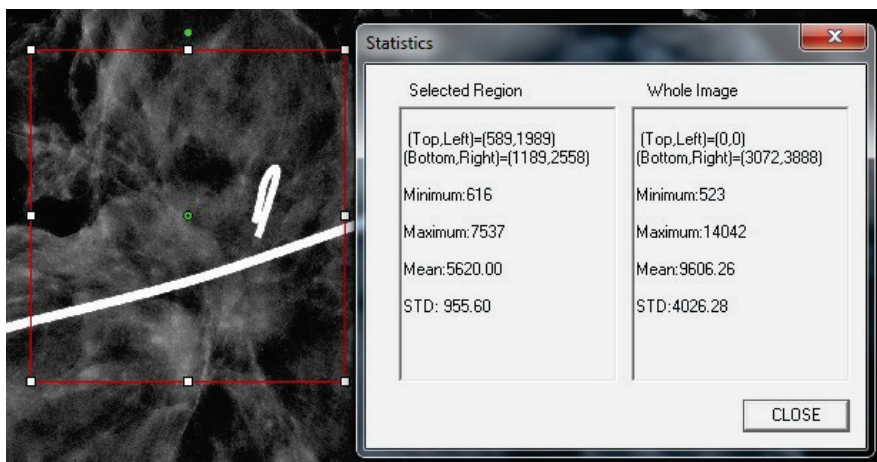 Statistics
Selected Region
(Top,Left)=(589,1989)
(Bottom,Right)=(1189,2558)
Minimum:616
Maximum:7537
Mean:5620.00
STD: 955.60
Whole Image
(Top,Left)=(0,0)
(Bottom,Right)=(3072,3888)
Minimum:523
Maximum:14042
Mean:9606.26
STD:4026.28
CLOSE